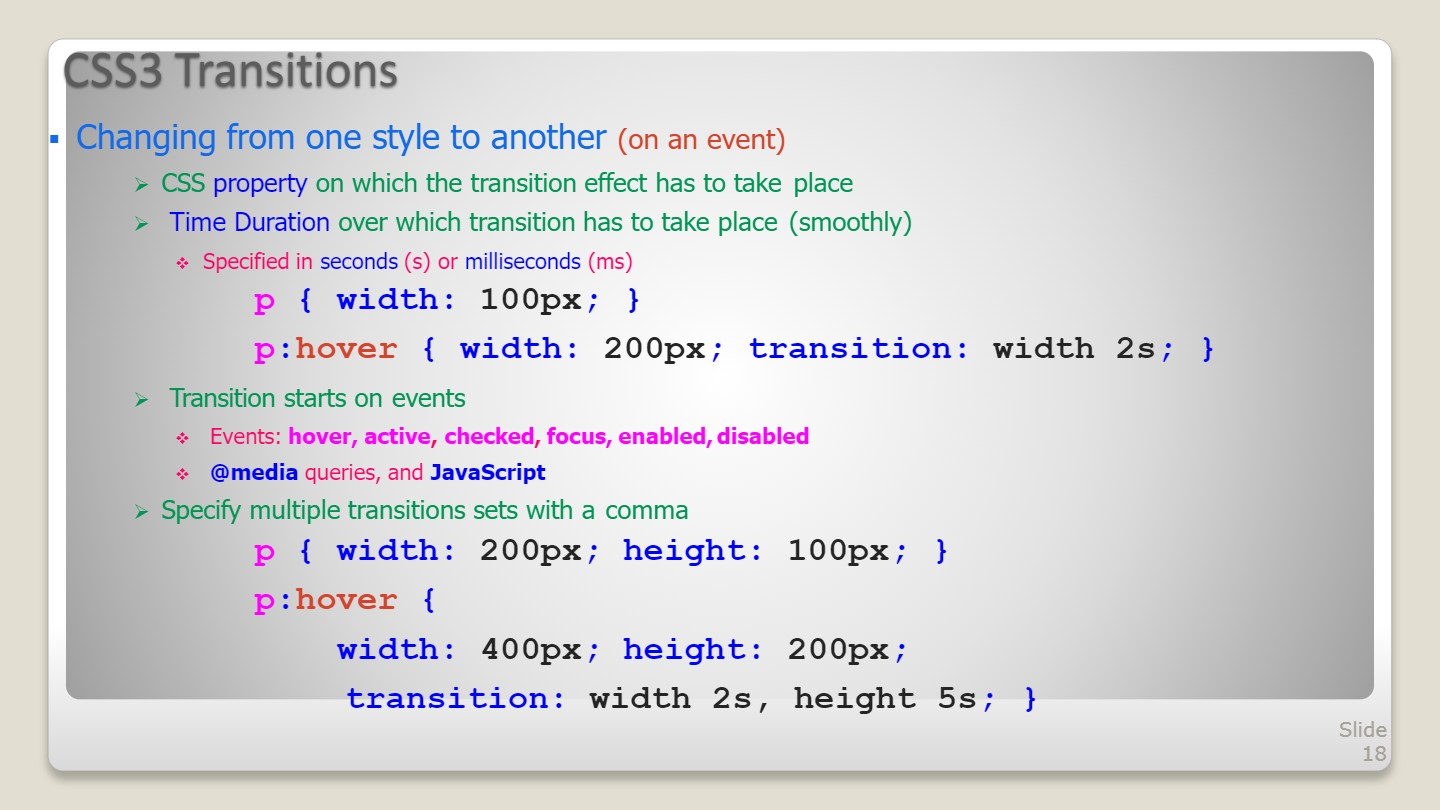 CSS3 Transitions
Changing from one style to another (on an event)
CSS property on which the transition effect has to take place
Time Duration over which transition has to take place (smoothly)
Specified in seconds (s) or milliseconds (ms)
p { width: 100px; }
p:hover { width: 200px; transition: width 2s; }
Transition starts on events
Events: hover, active, checked, focus, enabled, disabled
@media queries, and JavaScript
Specify multiple transitions sets with a comma
p { width: 200px; height: 100px; }
p:hover {
width: 400px; height: 200px;
transition: width 2s, height 5s; }
Slide
18